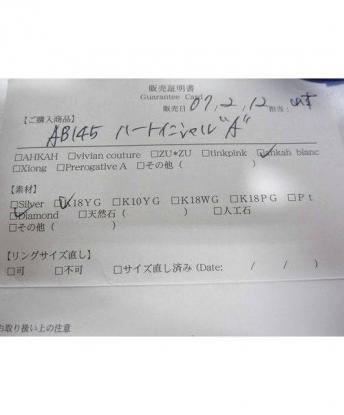 販売証明書
Guarantee Card
販売日 07, 2, 12 担当:
【ご購入商品】
AB145 ハートイニシャル"A"
□AHKAH □vivian couture □ZU*ZU □tinkpink ☑ahkah blanc
□Xiong □Prerogative A □その他( )
【素材】
□Silver ☑K18YG □K10YG □K18WG □K18PG □Pt
☑Diamond □天然石( ) □人工石
□その他( )
【リングサイズ直し】
□可 □不可 □サイズ直し済み(Date: / / )
お取り扱い上の注意